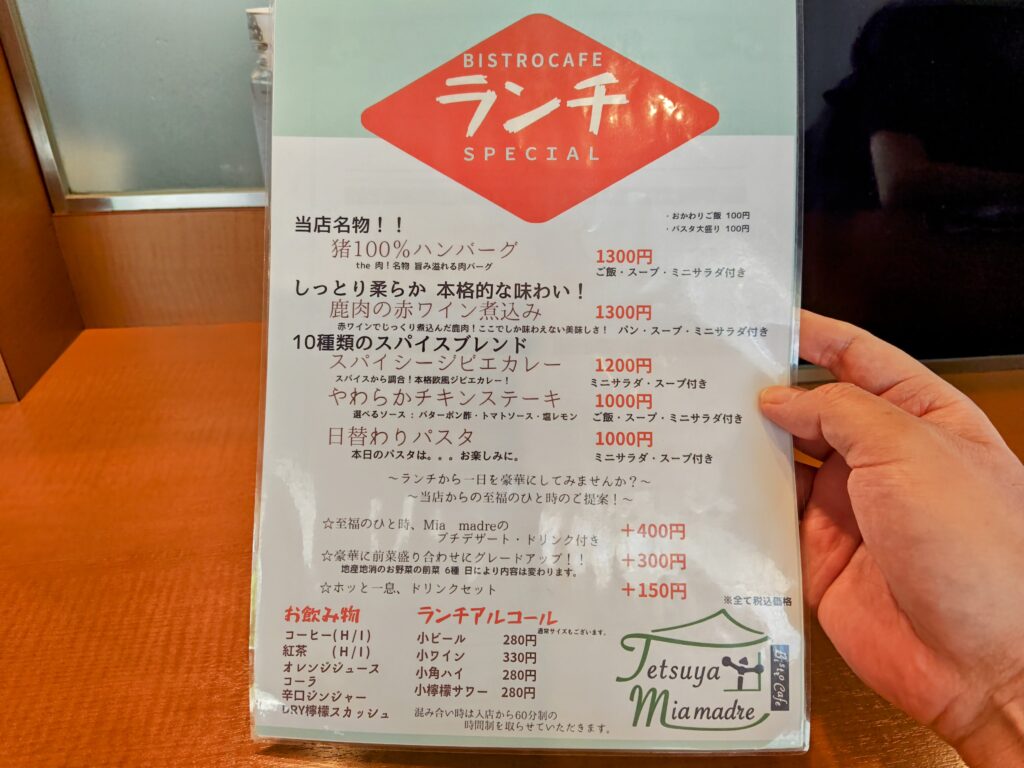 BISTROCAFE
ランチ
SPECIAL
・おかわりご飯 100円
・パスタ大盛り 100円
当店名物！！
猪100％ハンバーグ 1300円
the 肉！名物 旨み溢れる肉バーグ ご飯・スープ・ミニサラダ付き
しっとり柔らか 本格的な味わい！
鹿肉の赤ワイン煮込み 1300円
赤ワインでじっくり煮込んだ鹿肉！ここでしか味わえない美味しさ！ パン・スープ・ミニサラダ付き
10種類のスパイスブレンド
スパイシージビエカレー 1200円
スパイスから調合！本格欧風ジビエカレー！ ミニサラダ・スープ付き
やわらかチキンステーキ 1000円
選べるソース：バターポン酢・トマトソース・塩レモン ご飯・スープ・ミニサラダ付き
日替わりパスタ 1000円
本日のパスタは。。。お楽しみに。 ミニサラダ・スープ付き
〜ランチから一日を豪華にしてみませんか？〜
〜当店からの至福のひと時のご提案！〜
☆至福のひと時、Mia madreの
プチデザート・ドリンク付き ＋400円
☆豪華に前菜盛り合わせにグレードアップ！！ ＋300円
地産地消のお野菜の前菜 6種 日により内容は変わります。
☆ホッと一息、ドリンクセット ＋150円
※全て税込価格
お飲み物
コーヒー(H/I)
紅茶 (H/I)
オレンジジュース
コーラ
辛口ジンジャー
DRY檸檬スカッシュ
ランチアルコール
通常サイズもございます。
小ビール 280円
小ワイン 330円
小角ハイ 280円
小檸檬サワー 280円
混み合い時は入店から60分制の
時間制を取らせていただきます。
Tetsuya
Mia madre
Bistro Cafe